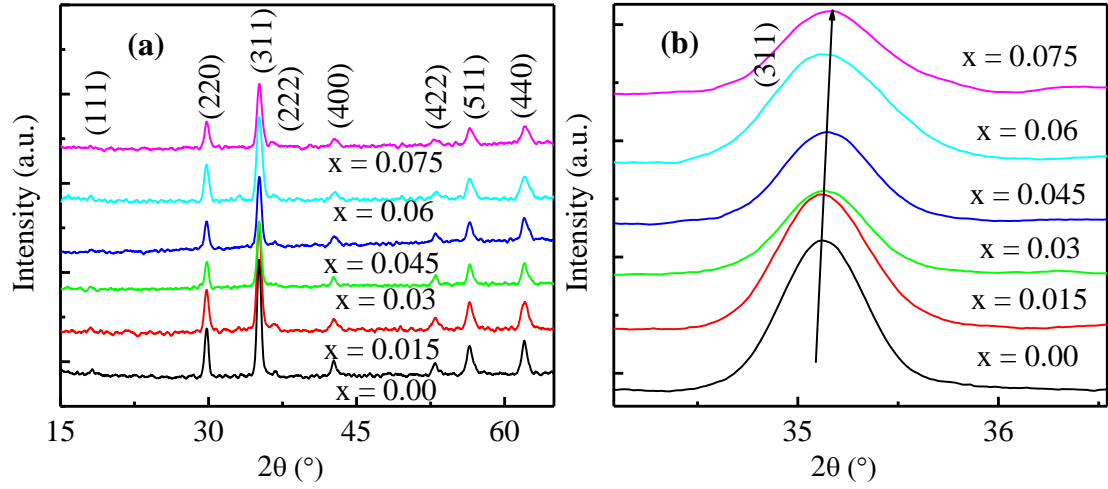 (a)
(111)
(220)
(311)
(222)
(400)
(422)
(511)
(440)
x = 0.075
x = 0.06
x = 0.045
x = 0.03
x = 0.015
x = 0.00
Intensity (a.u.)
15 30 45 60
2θ (°)
(b)
(311)
x = 0.075
x = 0.06
x = 0.045
x = 0.03
x = 0.015
x = 0.00
Intensity (a.u.)
35 36
2θ (°)